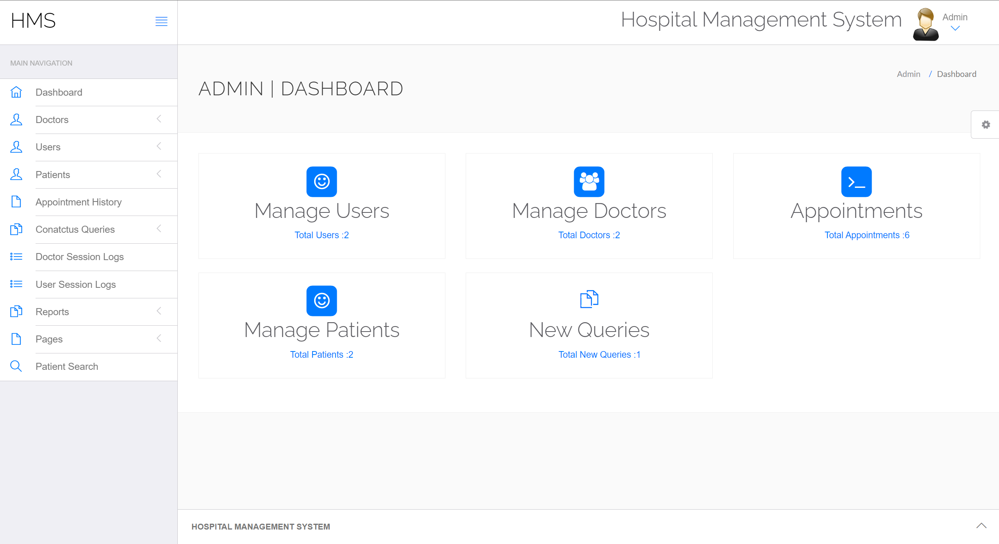 HMS
Hospital Management System
Admin
MAIN NAVIGATION
Dashboard
Doctors
Users
Patients
Appointment History
Conatctus Queries
Doctor Session Logs
User Session Logs
Reports
Pages
Patient Search
Admin / Dashboard
ADMIN | DASHBOARD
Manage Users
Total Users :2
Manage Doctors
Total Doctors :2
Appointments
Total Appointments :6
Manage Patients
Total Patients :2
New Queries
Total New Queries :1
HOSPITAL MANAGEMENT SYSTEM